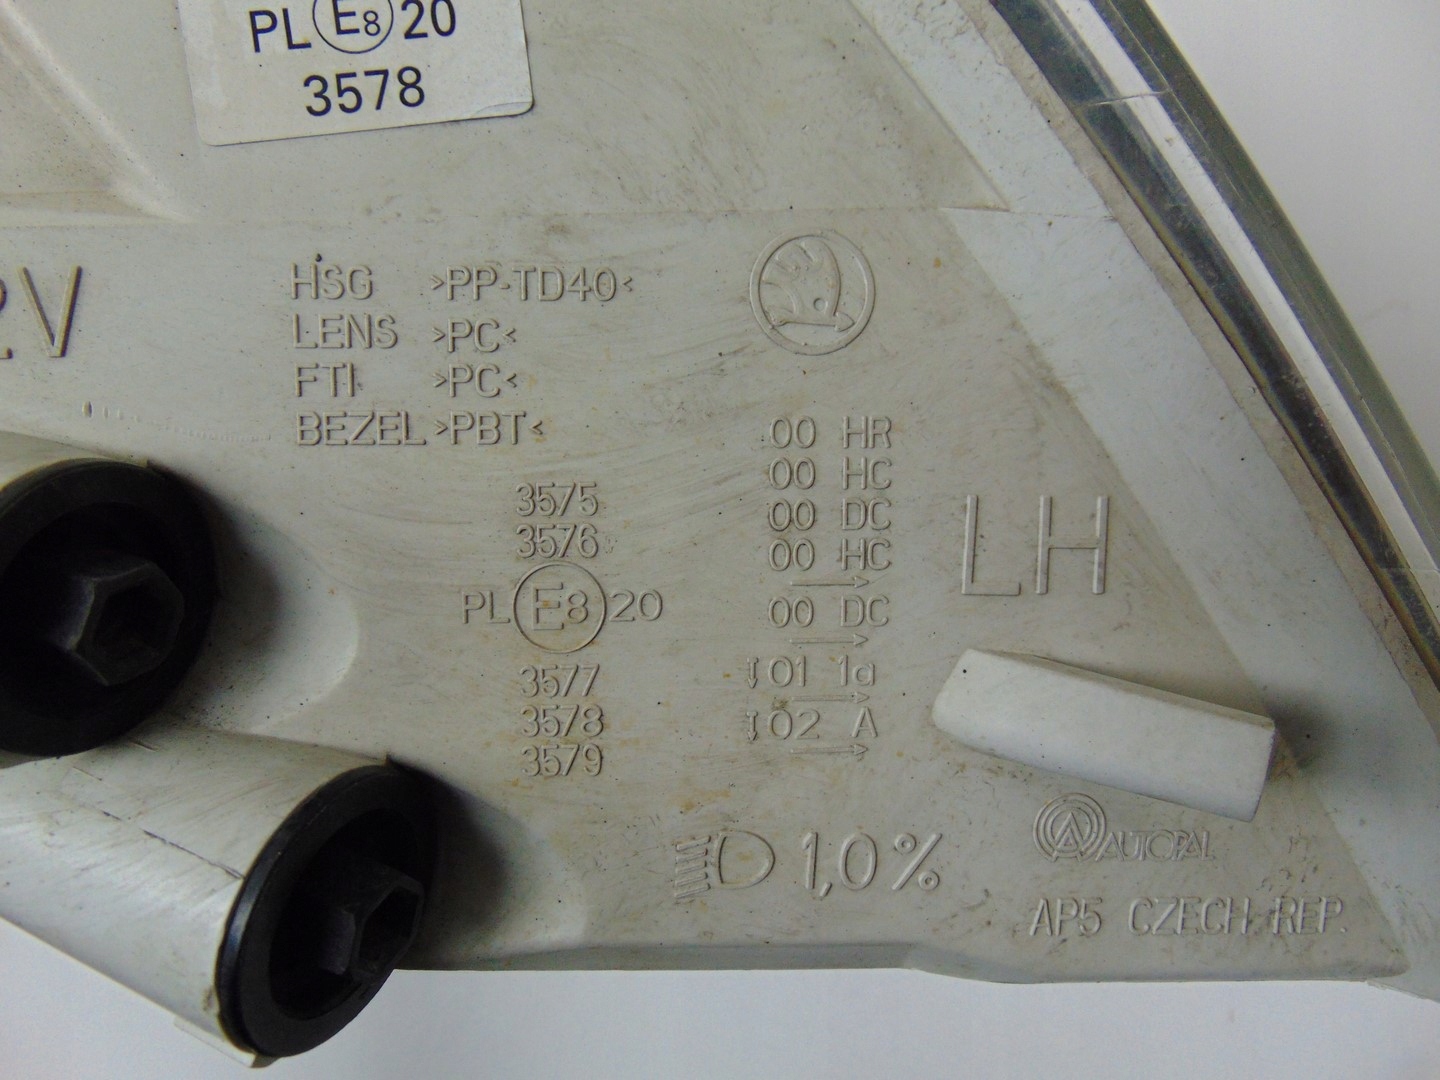 PL E8 20
3578
2V
HSG >PP-TD40<
LENS >PC<
FTI >PC<
BEZEL >PBT<
00 HR
00 HC
00 DC
00 HC
→
00 DC
→
↕01 1a
→
↕02 A
→
3575
3576
PL E8 20
3577
3578
3579
LH
1,0%
AUTOPAL
AP5 CZECH REP.